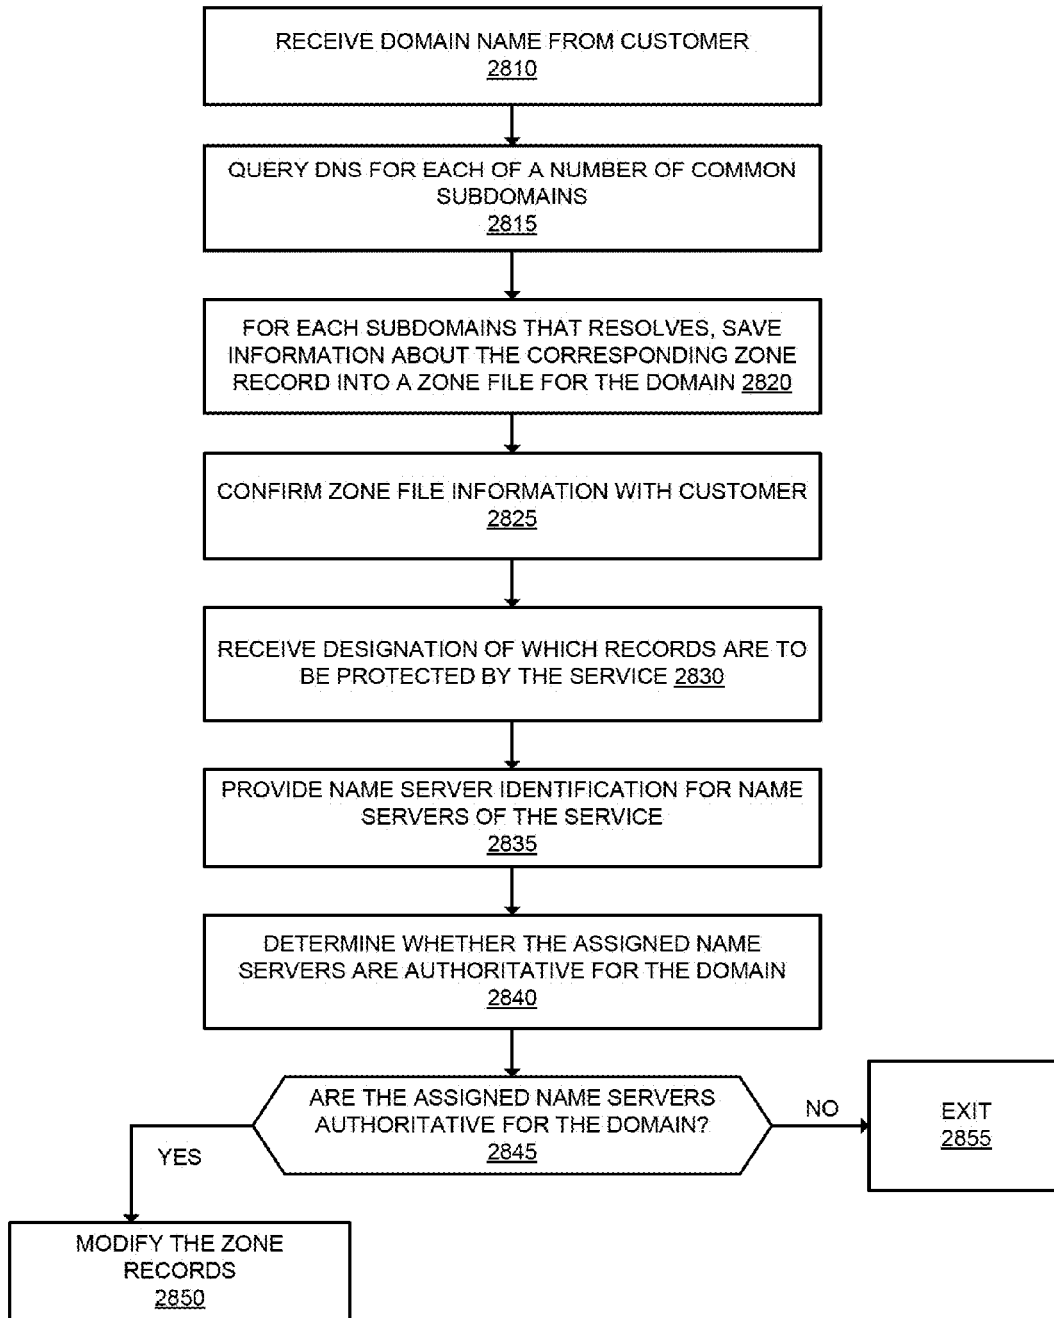 RECEIVE DOMAIN NAME FROM CUSTOMER
2810
QUERY DNS FOR EACH OF A NUMBER OF COMMON
SUBDOMAINS
2815
FOR EACH SUBDOMAINS THAT RESOLVES, SAVE
INFORMATION ABOUT THE CORRESPONDING ZONE
RECORD INTO A ZONE FILE FOR THE DOMAIN 2820
CONFIRM ZONE FILE INFORMATION WITH CUSTOMER
2825
RECEIVE DESIGNATION OF WHICH RECORDS ARE TO
BE PROTECTED BY THE SERVICE 2830
PROVIDE NAME SERVER IDENTIFICATION FOR NAME
SERVERS OF THE SERVICE
2835
DETERMINE WHETHER THE ASSIGNED NAME
SERVERS ARE AUTHORITATIVE FOR THE DOMAIN
2840
ARE THE ASSIGNED NAME SERVERS
AUTHORITATIVE FOR THE DOMAIN?
2845
NO
EXIT
2855
YES
MODIFY THE ZONE
RECORDS
2850